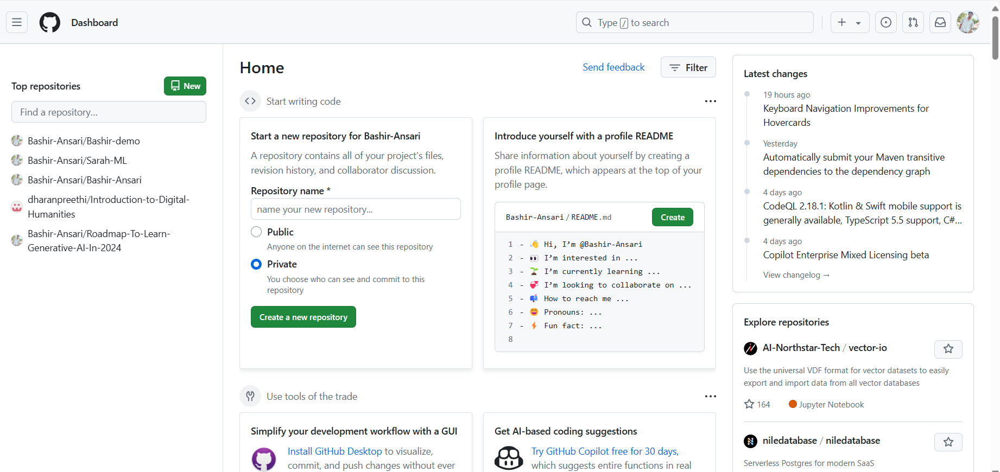 Dashboard
Type / to search
Top repositories
New
Find a repository...
Bashir-Ansari/Bashir-demo
Bashir-Ansari/Sarah-ML
Bashir-Ansari/Bashir-Ansari
dharanpreethi/Introduction-to-Digital-
Humanities
Bashir-Ansari/Roadmap-To-Learn-
Generative-AI-In-2024
Home
Send feedback
Filter
Start writing code
Start a new repository for Bashir-Ansari
A repository contains all of your project's files,
revision history, and collaborator discussion.
Repository name *
name your new repository...
Public
Anyone on the internet can see this repository
Private
You choose who can see and commit to this
repository
Create a new repository
Introduce yourself with a profile README
Share information about yourself by creating a
profile README, which appears at the top of your
profile page.
Bashir-Ansari / README.md
Create
1 - 👋 Hi, I’m @Bashir-Ansari
2 - 👀 I’m interested in ...
3 - 🌱 I’m currently learning ...
4 - 💞️ I’m looking to collaborate on ...
5 - 📫 How to reach me ...
6 - 😄 Pronouns: ...
7 - ⚡ Fun fact: ...
8
Use tools of the trade
Simplify your development workflow with a GUI
Install GitHub Desktop to visualize,
commit, and push changes without ever
Get AI-based coding suggestions
Try GitHub Copilot free for 30 days,
which suggests entire functions in real
Latest changes
19 hours ago
Keyboard Navigation Improvements for
Hovercards
Yesterday
Automatically submit your Maven transitive
dependencies to the dependency graph
4 days ago
CodeQL 2.18.1: Kotlin & Swift mobile support is
generally available, TypeScript 5.5 support, C#...
4 days ago
Copilot Enterprise Mixed Licensing beta
View changelog →
Explore repositories
AI-Northstar-Tech / vector-io
Use the universal VDF format for vector datasets to easily
export and import data from all vector databases
164
Jupyter Notebook
niledatabase / niledatabase
Serverless Postgres for modern SaaS